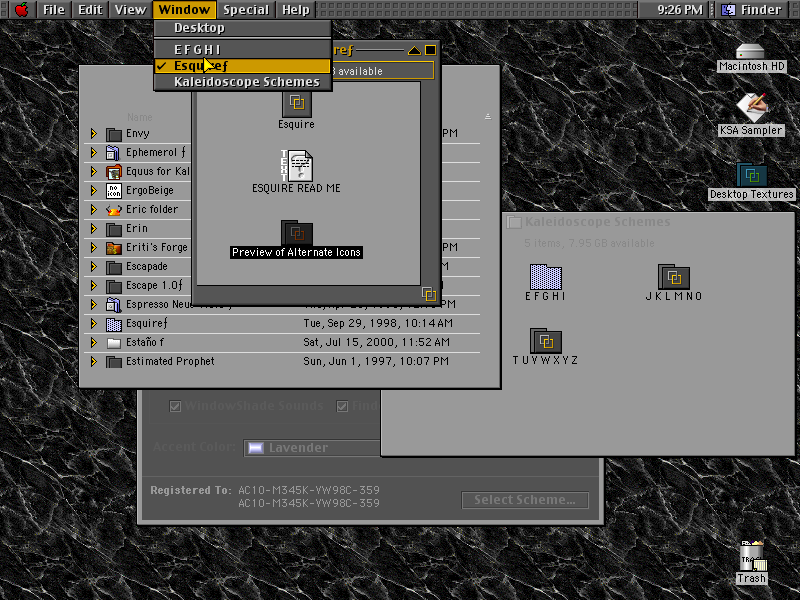 File Edit View Window Special Help 9:26 PM Finder
Desktop
E F G H I
Esquireƒ
Kaleidoscope Schemes
available
Name
Envy
PM
Ephemerol ƒ
Equus for Kal
ErgoBeige
Eric folder
Erin
Eriti's Forge
PM
Escapade
Escape 1.0ƒ
Esquireƒ
Tue, Sep 29, 1998, 10:14 AM
Estaño ƒ
Sat, Jul 15, 2000, 11:52 AM
Estimated Prophet
Sun, Jun 1, 1997, 10:07 PM
Esquire
TEXT
ESQUIRE READ ME
Preview of Alternate Icons
Macintosh HD
KSA Sampler
Desktop Textures
Kaleidoscope Schemes
5 items, 7.95 GB available
E F G H I
J K L M N O
T U V W X Y Z
WindowShade Sounds
Find
Accent Color:
Lavender
Registered To:
AC10-M345K-YW98C-359
AC10-M345K-YW98C-359
Select Scheme...
Trash